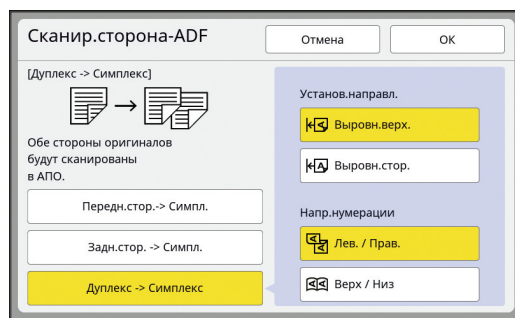 Сканир.сторона-ADF
Отмена
OK
[Дуплекс -> Симплекс]
Обе стороны оригиналов
будут сканированы
в АПО.
Передн.стор.-> Симпл.
Задн.стор. -> Симпл.
Дуплекс -> Симплекс
Установ.направл.
Выровн.верх.
Выровн.стор.
Напр.нумерации
Лев. / Прав.
Верх / Низ